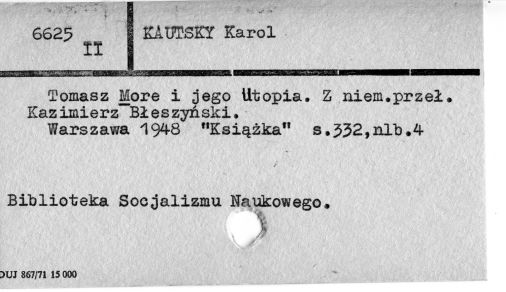 6625 II KAUTSKY Karol
Tomasz More i jego Utopia. Z niem.przeł.
Kazimierz Błeszyński.
Warszawa 1948 "Książka" s.332,nlb.4
Biblioteka Socjalizmu Naukowego.
DUJ 867/71 15 000